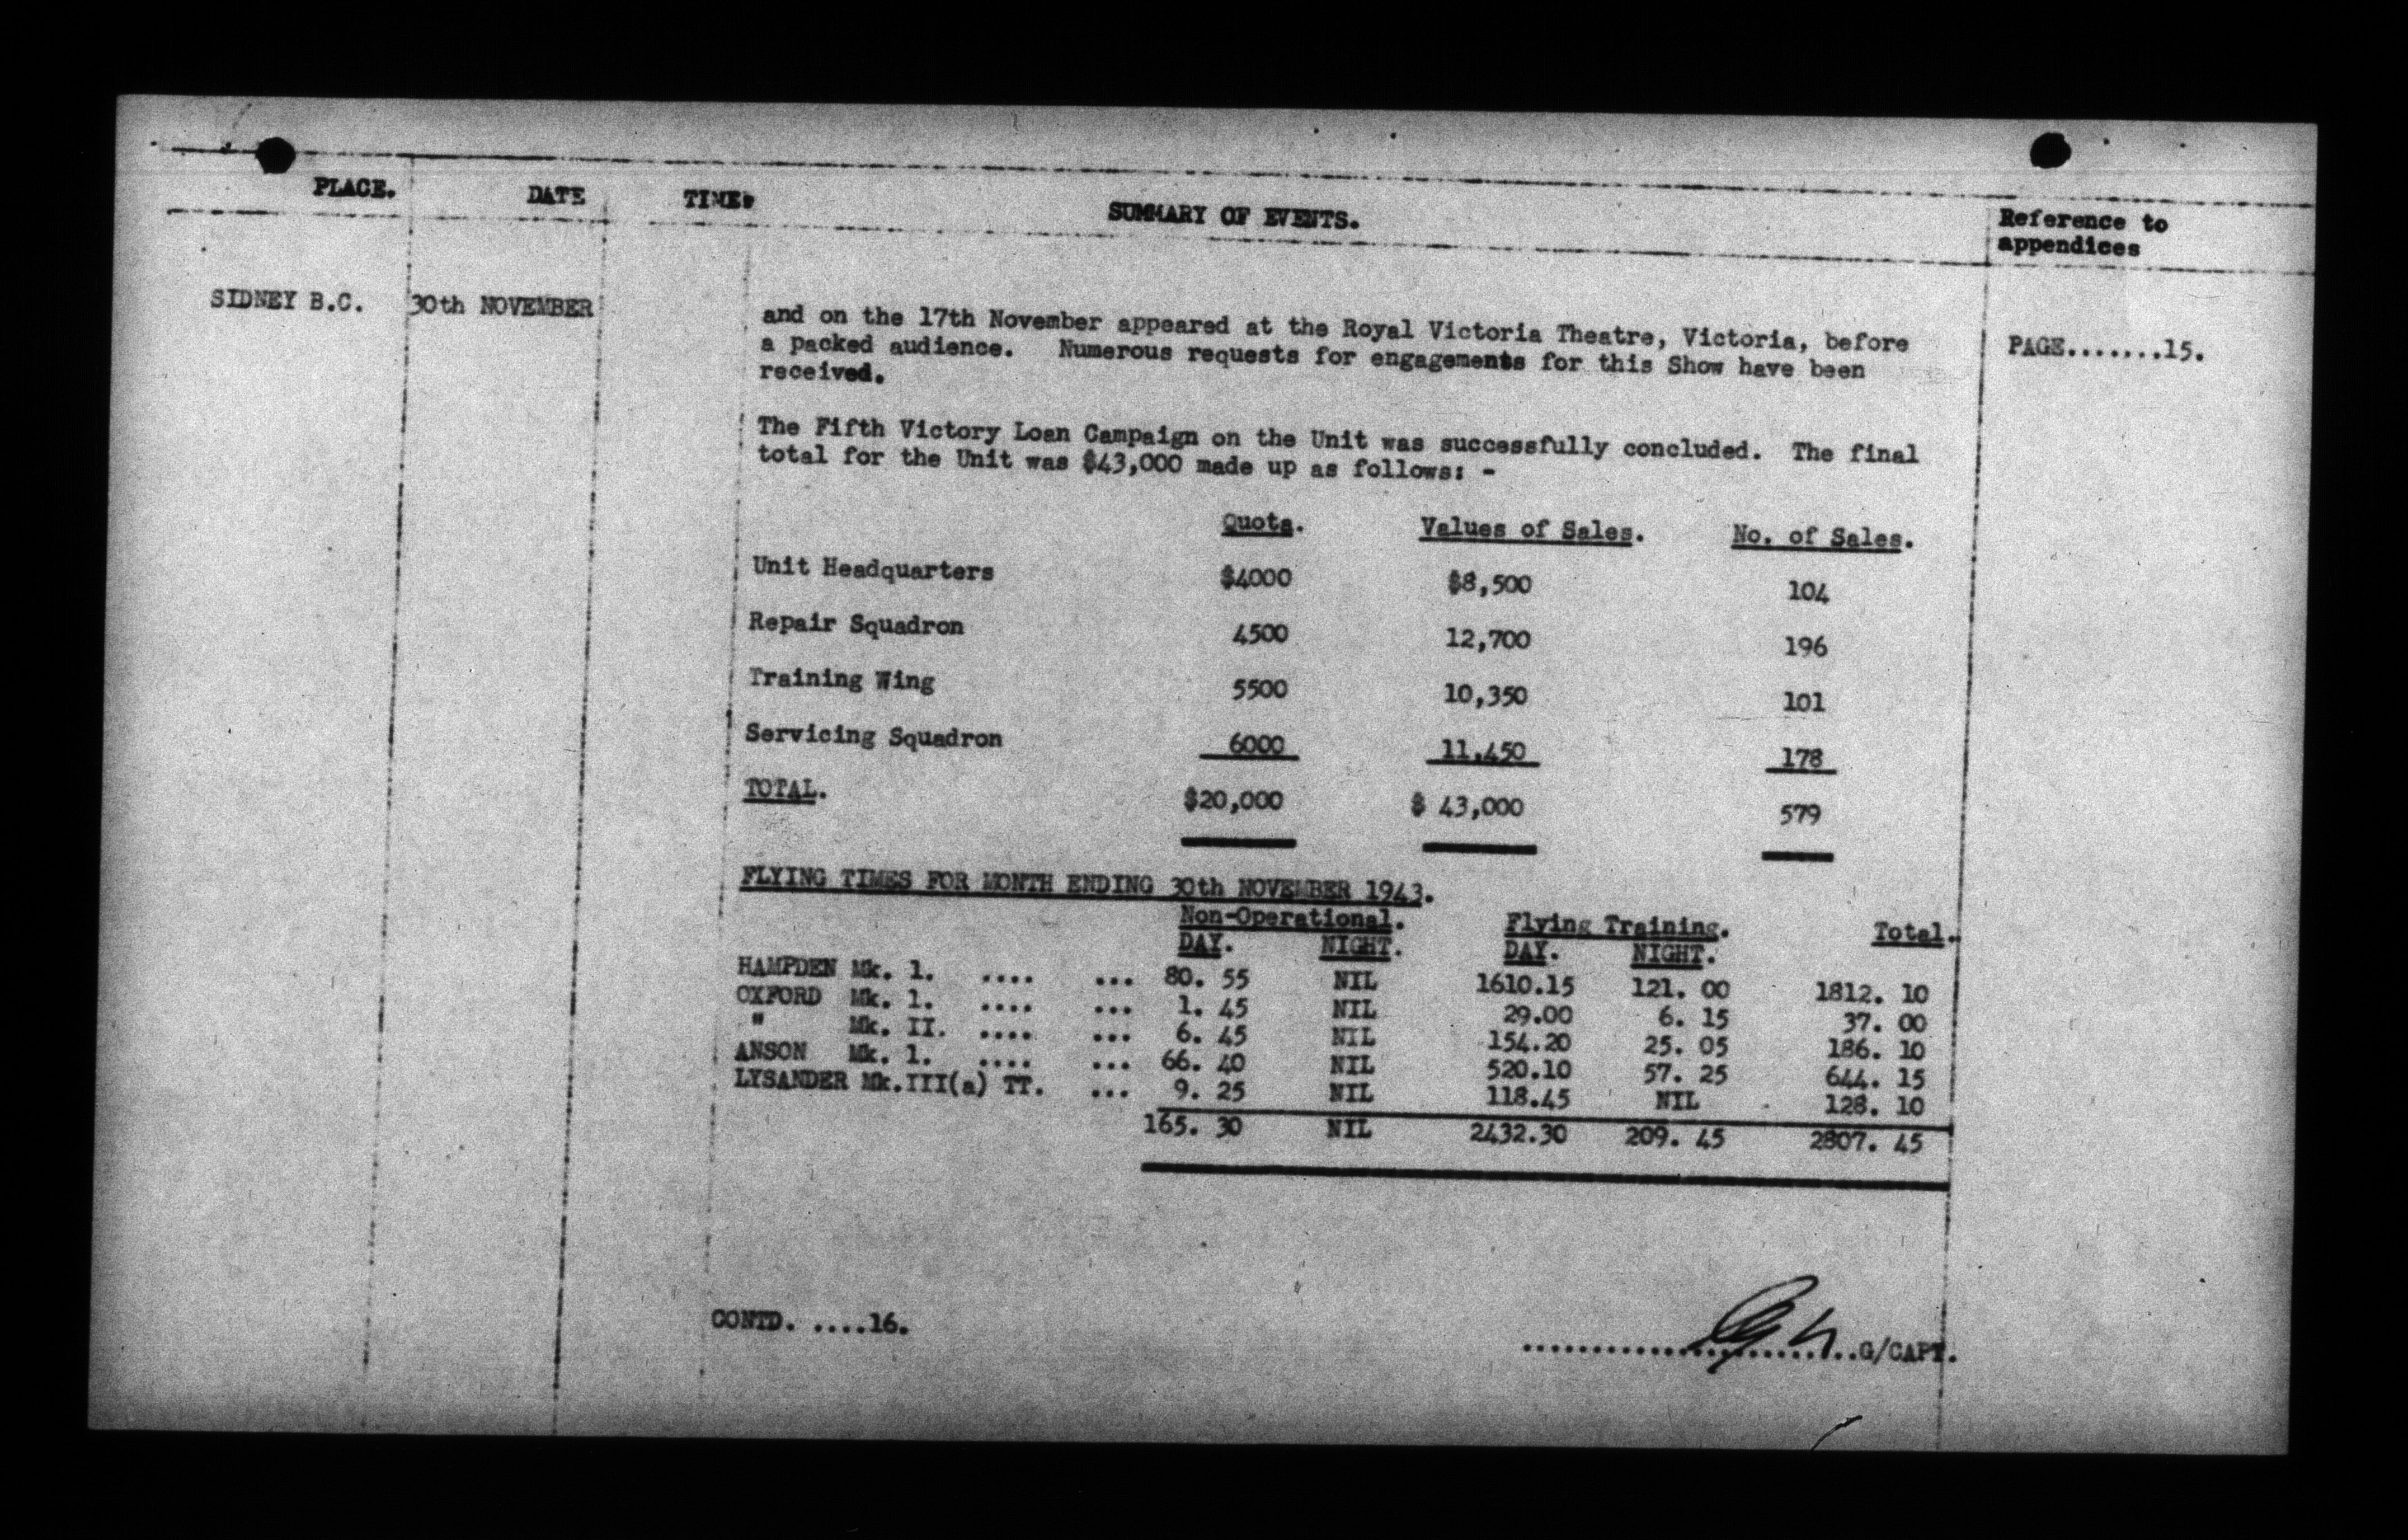 PLACE. DATE TIME. SUMMARY OF EVENTS. Reference to
appendices
SIDNEY B.C. 30th NOVEMBER
and on the 17th November appeared at the Royal Victoria Theatre, Victoria, before
PAGE.......15.
a packed audience. Numerous requests for engagements for this Show have been
received.
The Fifth Victory Loan Campaign on the Unit was successfully concluded. The final
total for the Unit was $43,000 made up as follows: -
Quota. Values of Sales. No. of Sales.
Unit Headquarters $4000 $8,500 104
Repair Squadron 4500 12,700 196
Training Wing 5500 10,350 101
Servicing Squadron 6000 11,450 178
TOTAL. $20,000 $ 43,000 579
FLYING TIMES FOR MONTH ENDING 30th NOVEMBER 1943.
Non-Operational. Flying Training. Total.
DAY. NIGHT. DAY. NIGHT.
HAMPDEN Mk. 1. .... ... 80. 55 NIL 1610.15 121. 00 1812. 10
OXFORD Mk. 1. .... ... 1. 45 NIL 29.00 6. 15 37. 00
" Mk. II. .... ... 6. 45 NIL 154.20 25. 05 186. 10
ANSON Mk. 1. .... ... 66. 40 NIL 520.10 57. 25 644. 15
LYSANDER Mk.III(a) TT. ... 9. 25 NIL 118.45 NIL 128. 10
165. 30 NIL 2432.30 209. 45 2807. 45
CONTD. ....16.
........................G/CAPT.